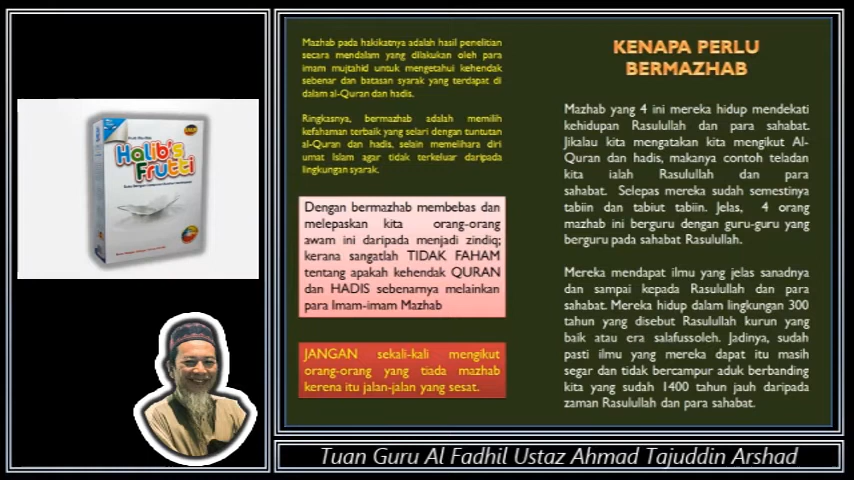 Halib's
Frutti
Mazhab pada hakikatnya adalah hasil penelitian
secara mendalam yang dilakukan oleh para
imam mujtahid untuk mengetahui kehendak
sebenar dan batasan syarak yang terdapat di
dalam al-Quran dan hadis.
Ringkasnya, bermazhab adalah memilih
kefahaman terbaik yang selari dengan tuntutan
al-Quran dan hadis, selain memelihara diri
umat Islam agar tidak terkeluar daripada
lingkungan syarak.
Dengan bermazhab membebas dan
melepaskan kita orang-orang
awam ini daripada menjadi zindiq;
kerana sangatlah TIDAK FAHAM
tentang apakah kehendak QURAN
dan HADIS sebenarnya melainkan
para Imam-imam Mazhab
JANGAN sekali-kali mengikut
orang-orang yang tiada mazhab
kerena itu jalan-jalan yang sesat.
KENAPA PERLU
BERMAZHAB
Mazhab yang 4 ini mereka hidup mendekati
kehidupan Rasulullah dan para sahabat.
Jikalau kita mengatakan kita mengikut Al-
Quran dan hadis, makanya contoh teladan
kita ialah Rasulullah dan para
sahabat. Selepas mereka sudah semestinya
tabiin dan tabiut tabiin. Jelas, 4 orang
mazhab ini berguru dengan guru-guru yang
berguru pada sahabat Rasulullah.
Mereka mendapat ilmu yang jelas sanadnya
dan sampai kepada Rasulullah dan para
sahabat. Mereka hidup dalam lingkungan 300
tahun yang disebut Rasulullah kurun yang
baik atau era salafussoleh. Jadinya, sudah
pasti ilmu yang mereka dapat itu masih
segar dan tidak bercampur aduk berbanding
kita yang sudah 1400 tahun jauh daripada
zaman Rasulullah dan para sahabat.
Tuan Guru Al Fadhil Ustaz Ahmad Tajuddin Arshad